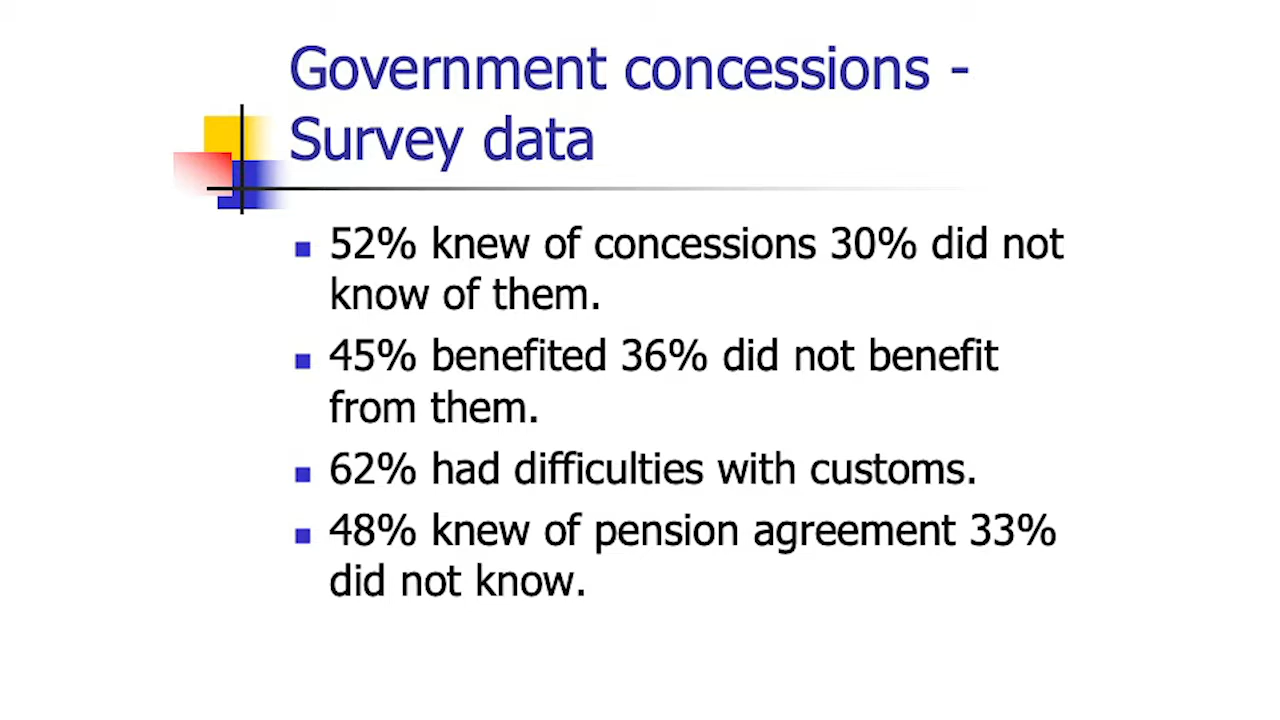 Government concessions -
Survey data
52% knew of concessions 30% did not
know of them.
45% benefited 36% did not benefit
from them.
62% had difficulties with customs.
48% knew of pension agreement 33%
did not know.